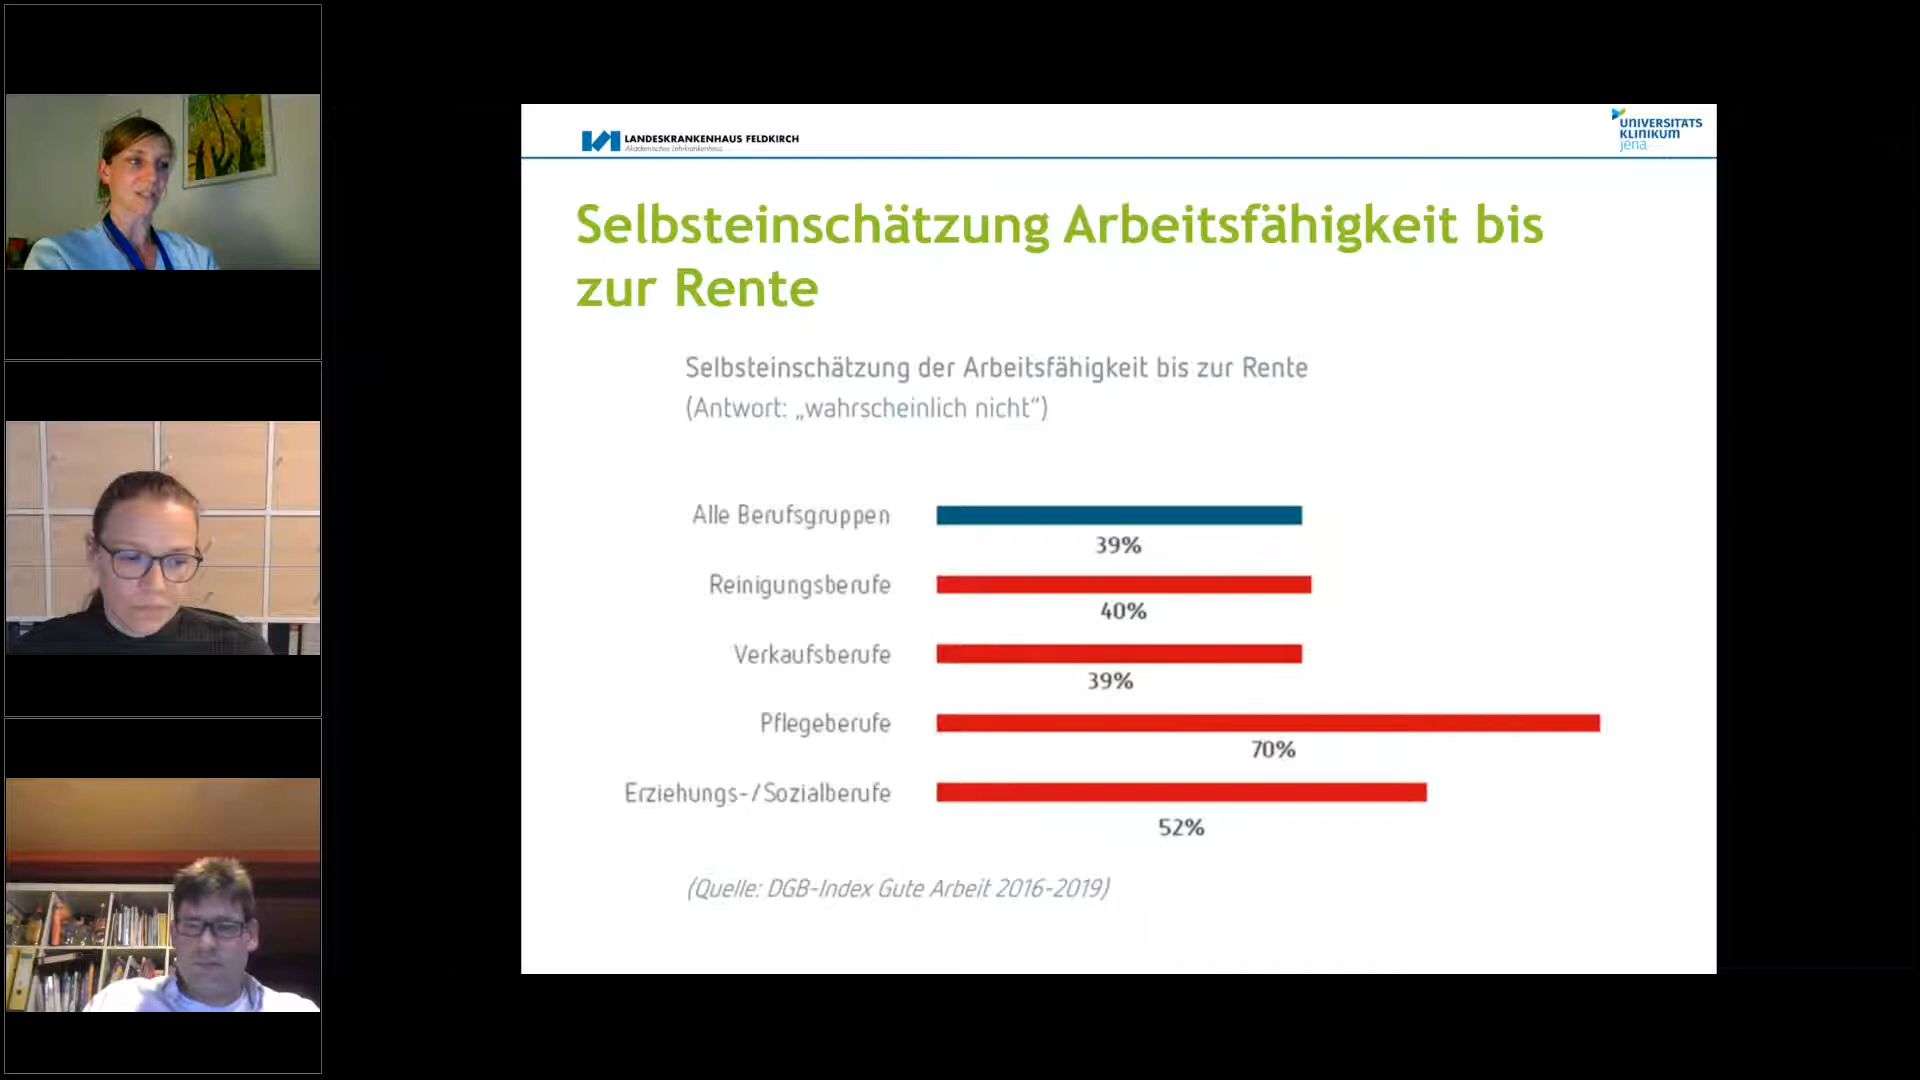 LANDESKRANKENHAUS FELDKIRCH
Akademisches Lehrkrankenhaus
UNIVERSITÄTS
KLINIKUM
jena
Selbsteinschätzung Arbeitsfähigkeit bis
zur Rente
Selbsteinschätzung der Arbeitsfähigkeit bis zur Rente
(Antwort: „wahrscheinlich nicht“)
Alle Berufsgruppen
39%
Reinigungsberufe
40%
Verkaufsberufe
39%
Pflegeberufe
70%
Erziehungs-/Sozialberufe
52%
(Quelle: DGB-Index Gute Arbeit 2016-2019)